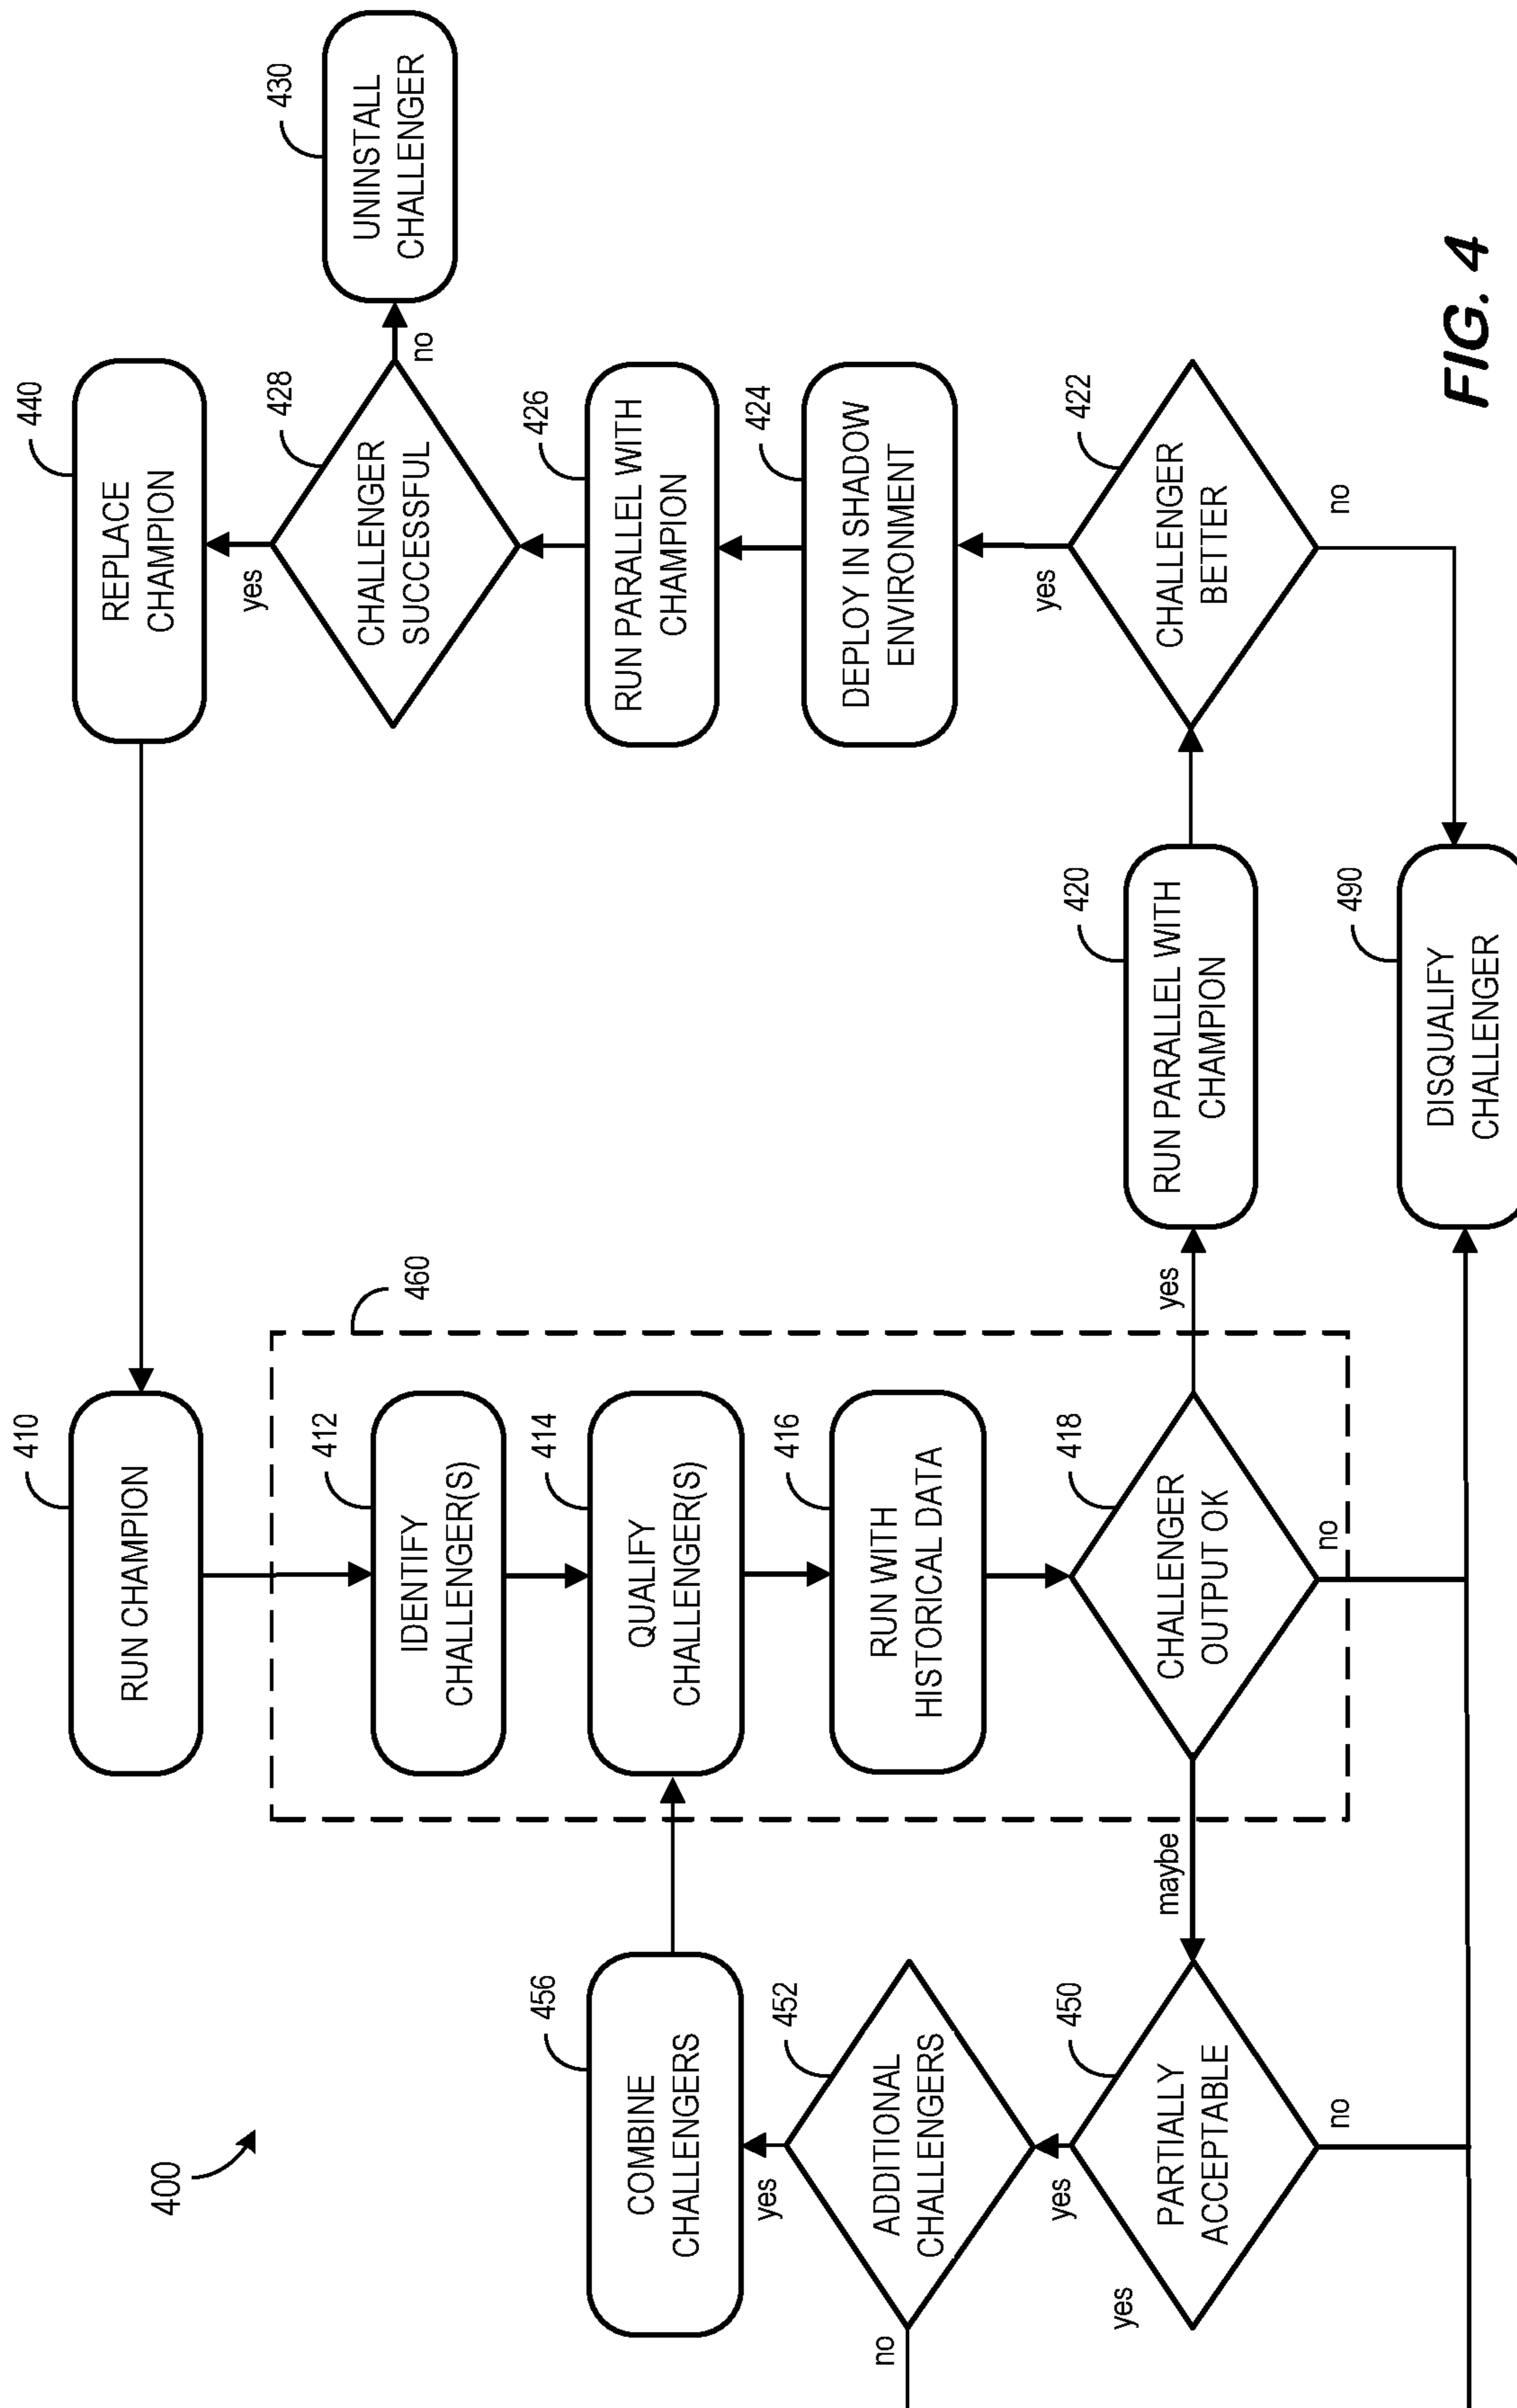 400
410
RUN CHAMPION
440
REPLACE
CHAMPION
460
412
IDENTIFY
CHALLENGER(S)
yes
428
CHALLENGER
SUCCESSFUL
no
430
UNINSTALL
CHALLENGER
456
COMBINE
CHALLENGERS
414
QUALIFY
CHALLENGER(S)
426
RUN PARALLEL WITH
CHAMPION
yes
452
ADDITIONAL
CHALLENGERS
no
416
RUN WITH
HISTORICAL DATA
424
DEPLOY IN SHADOW
ENVIRONMENT
yes
yes
450
PARTIALLY
ACCEPTABLE
no
maybe
418
CHALLENGER
OUTPUT OK
no
yes
420
RUN PARALLEL WITH
CHAMPION
yes
422
CHALLENGER
BETTER
no
490
DISQUALIFY
CHALLENGER
FIG. 4